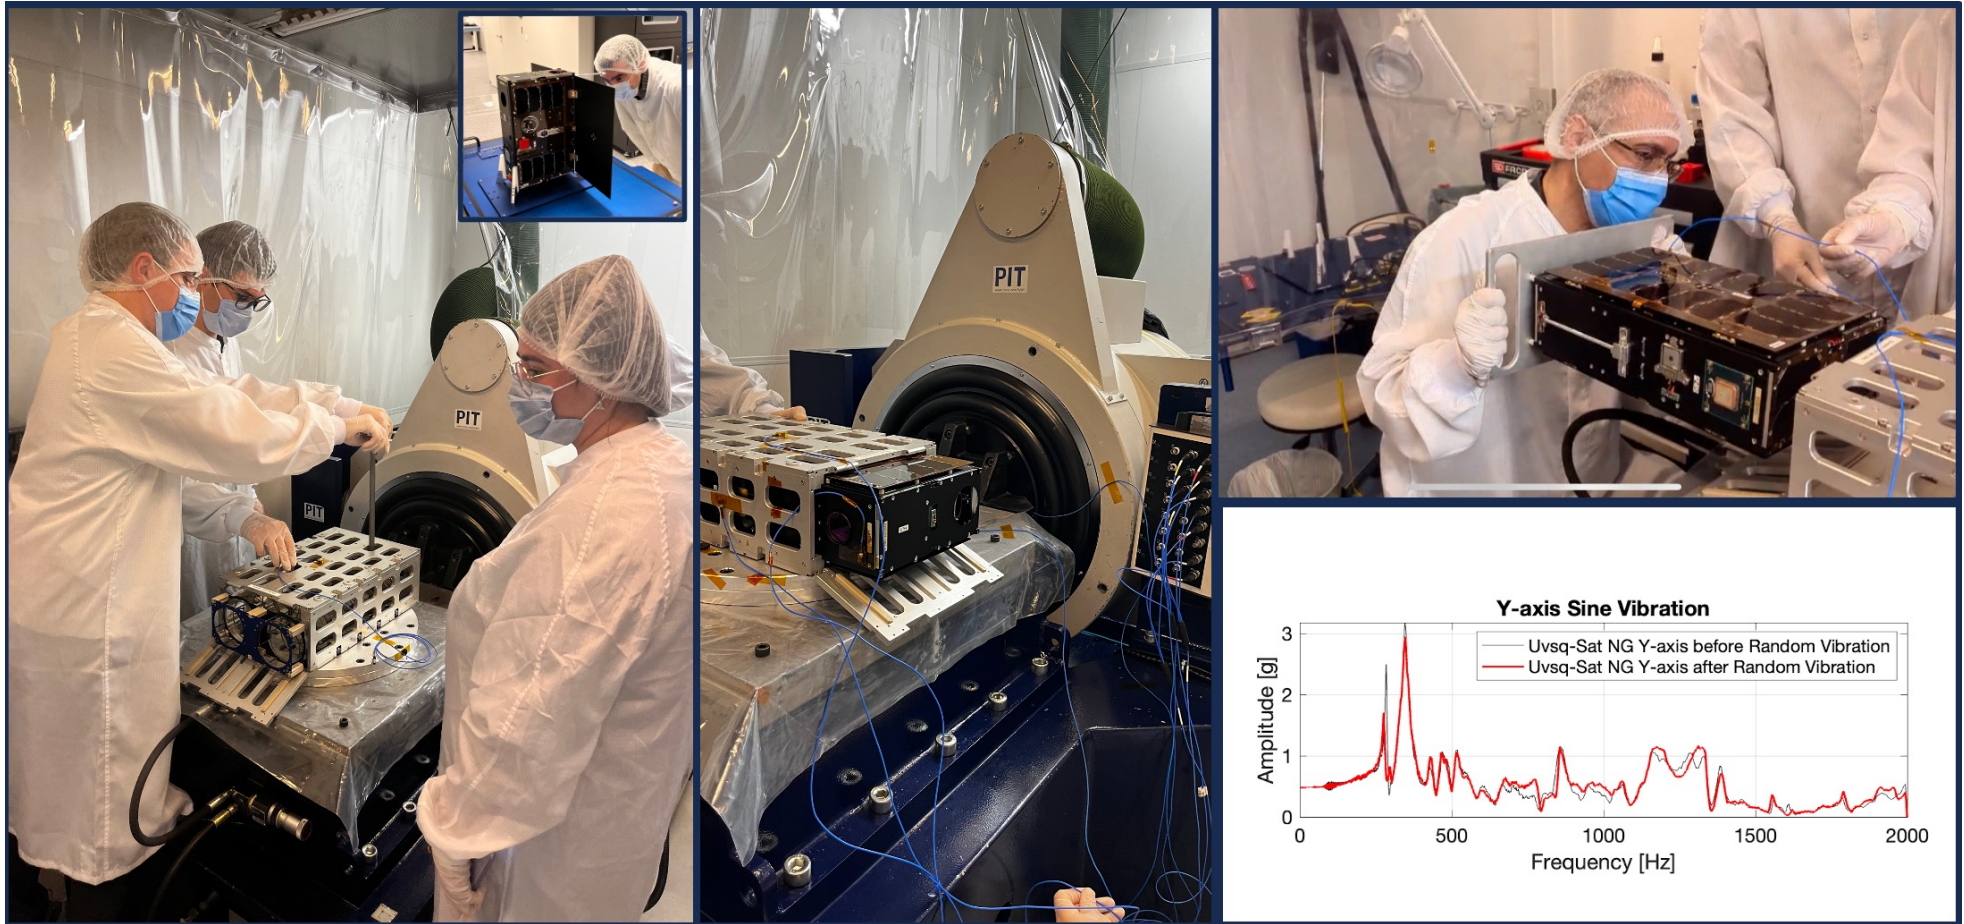 PIT
PIT
PIT
FACO
Y-axis Sine Vibration
Uvsq-Sat NG Y-axis before Random Vibration
Uvsq-Sat NG Y-axis after Random Vibration
3
2
1
0
Amplitude [g]
0 500 1000 1500 2000
Frequency [Hz]